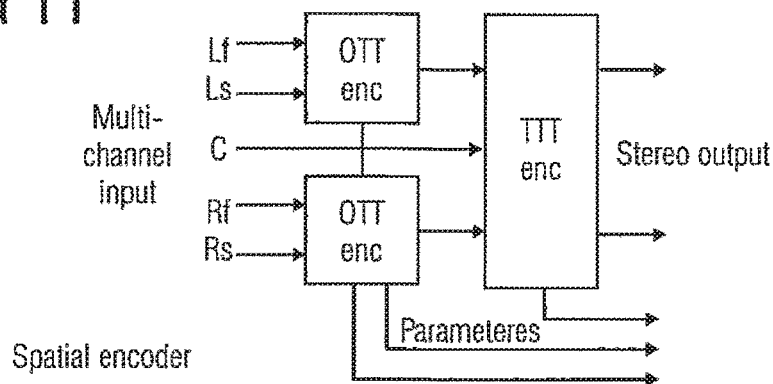 Lf
Ls
OTT
enc
Multi-
channel
input
C
TTT
enc
Stereo output
Rf
Rs
OTT
enc
Parameteres
Spatial encoder